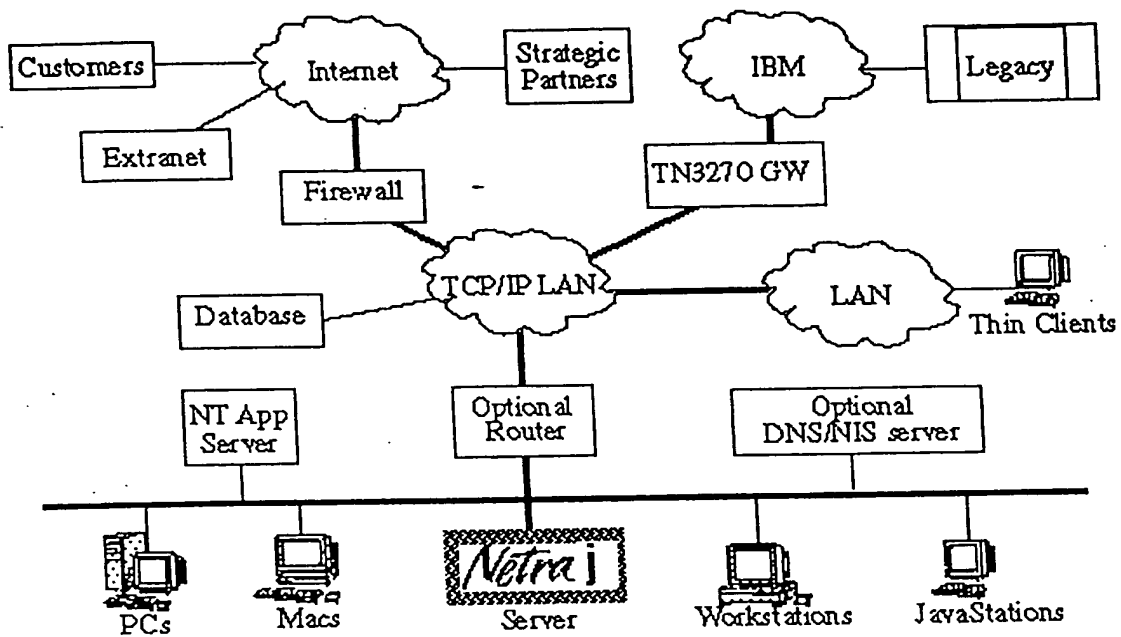 Customers
Internet
Strategic
Partners
IBM
Legacy
Extranet
Firewall
TN3270 GW
TCP/IP LAN
LAN
Database
Thin Clients
NT App
Server
Optional
Router
Optional
DNS/NIS server
Netra j
PCs
Macs
Server
Workstations
JavaStations